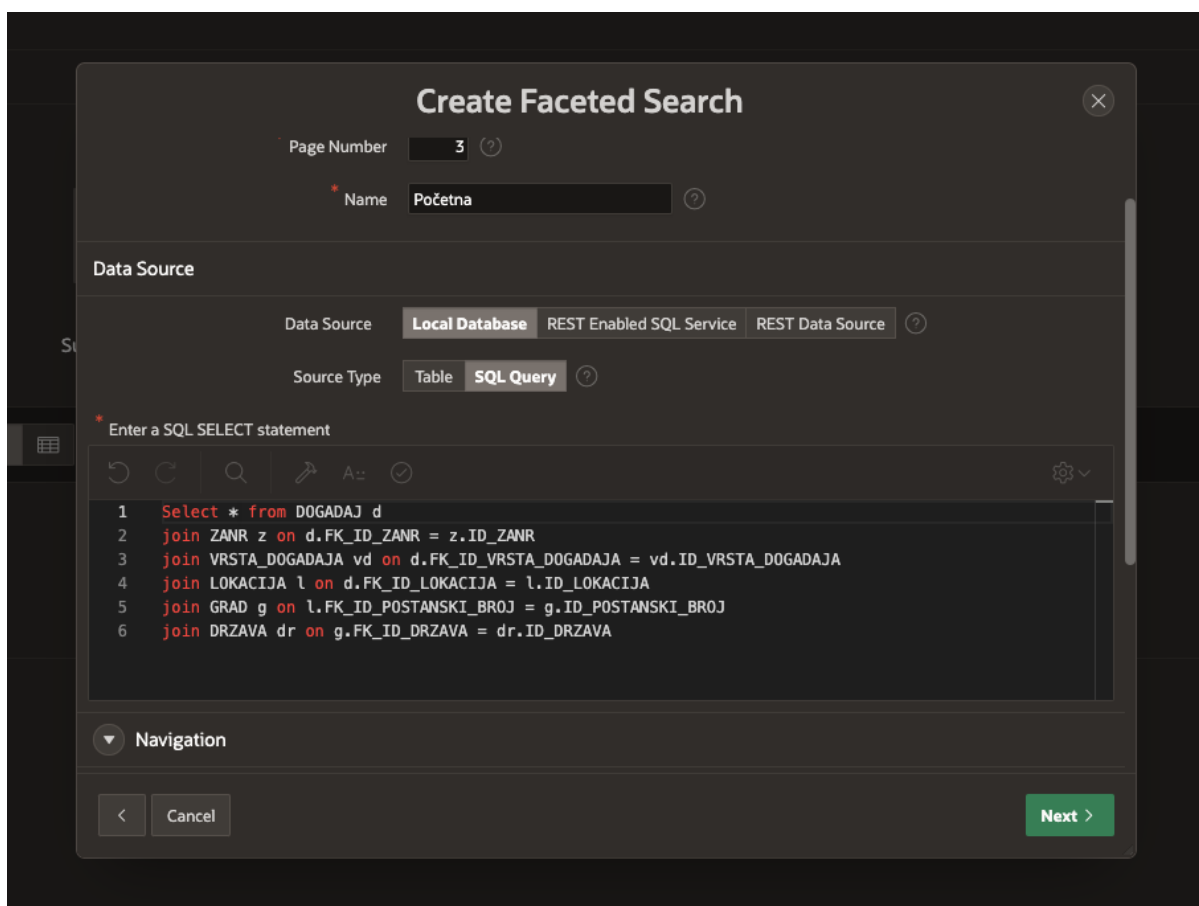 Create Faceted Search
Page Number 3
* Name Početna
Data Source
Data Source Local Database REST Enabled SQL Service REST Data Source
Su
Source Type Table SQL Query
* Enter a SQL SELECT statement
1 Select * from DOGADAJ d
2 join ZANR z on d.FK_ID_ZANR = z.ID_ZANR
3 join VRSTA_DOGADAJA vd on d.FK_ID_VRSTA_DOGADAJA = vd.ID_VRSTA_DOGADAJA
4 join LOKACIJA l on d.FK_ID_LOKACIJA = l.ID_LOKACIJA
5 join GRAD g on l.FK_ID_POSTANSKI_BROJ = g.ID_POSTANSKI_BROJ
6 join DRZAVA dr on g.FK_ID_DRZAVA = dr.ID_DRZAVA
Navigation
Cancel
Next